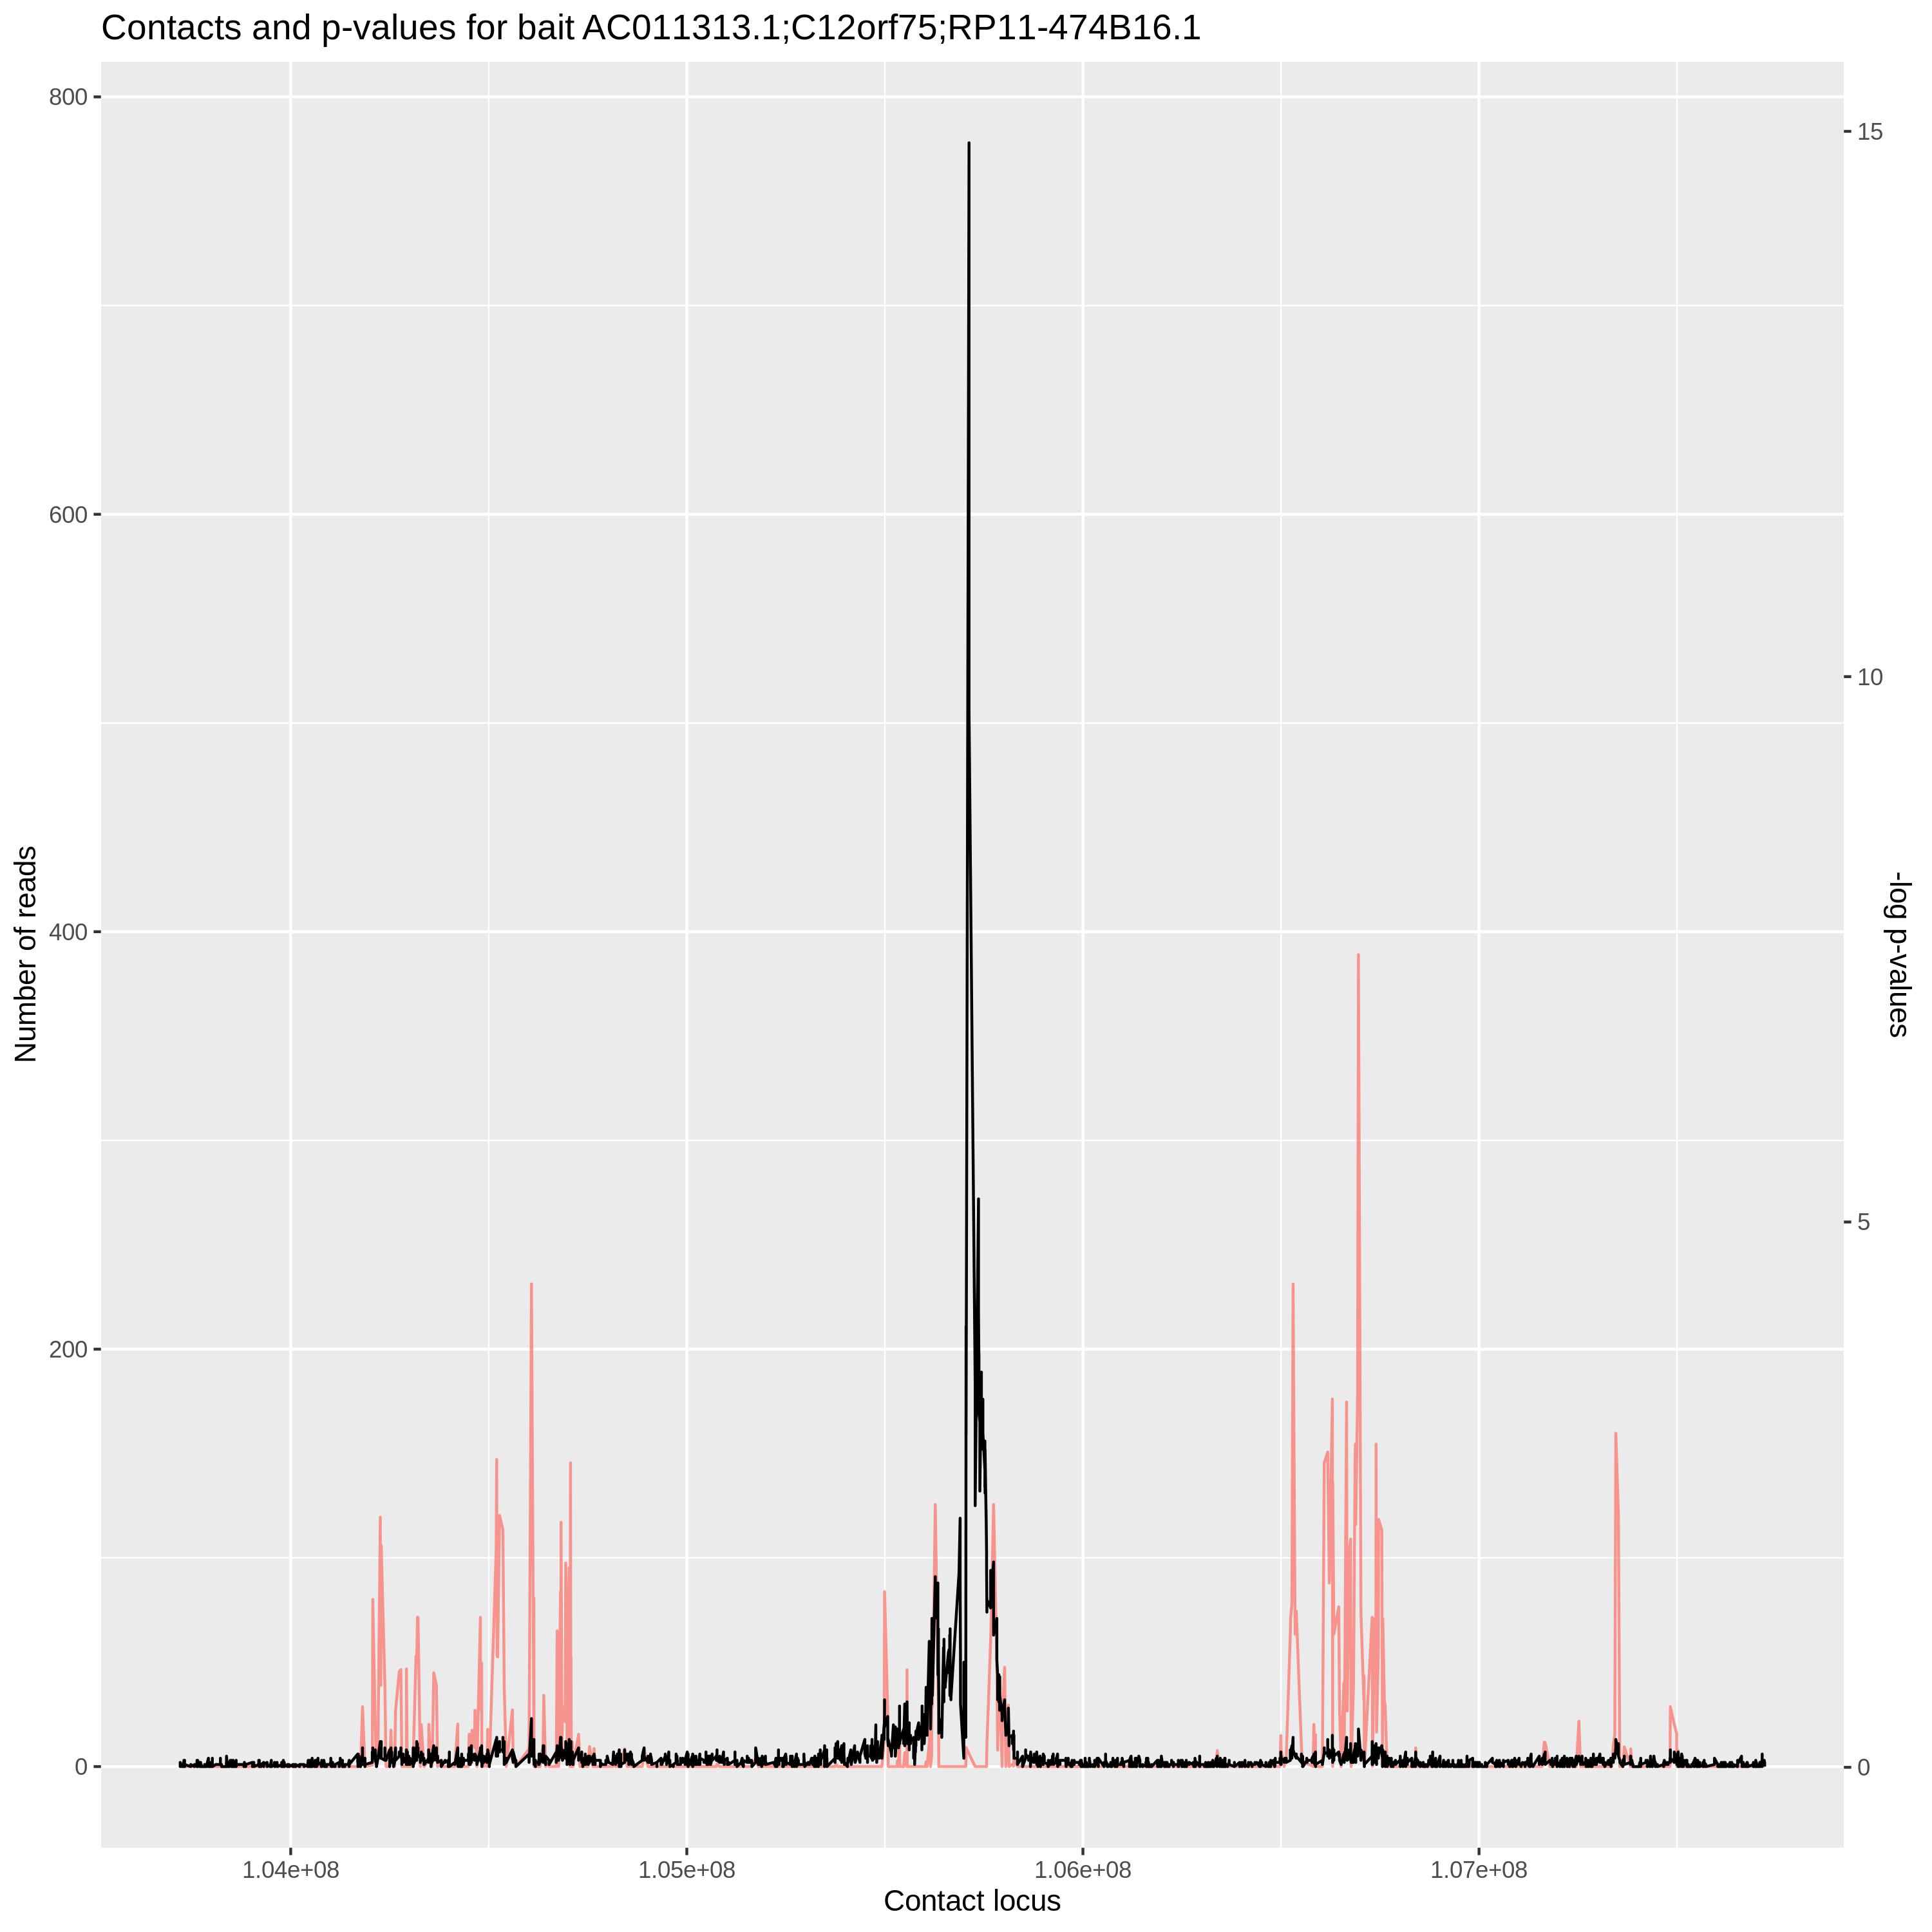 Contacts and p-values for bait AC011313.1;C12orf75;RP11-474B16.1
800
600
400
200
0
Number of reads
15
10
5
0
-log p-values
1.04e+08
1.05e+08
1.06e+08
1.07e+08
Contact locus